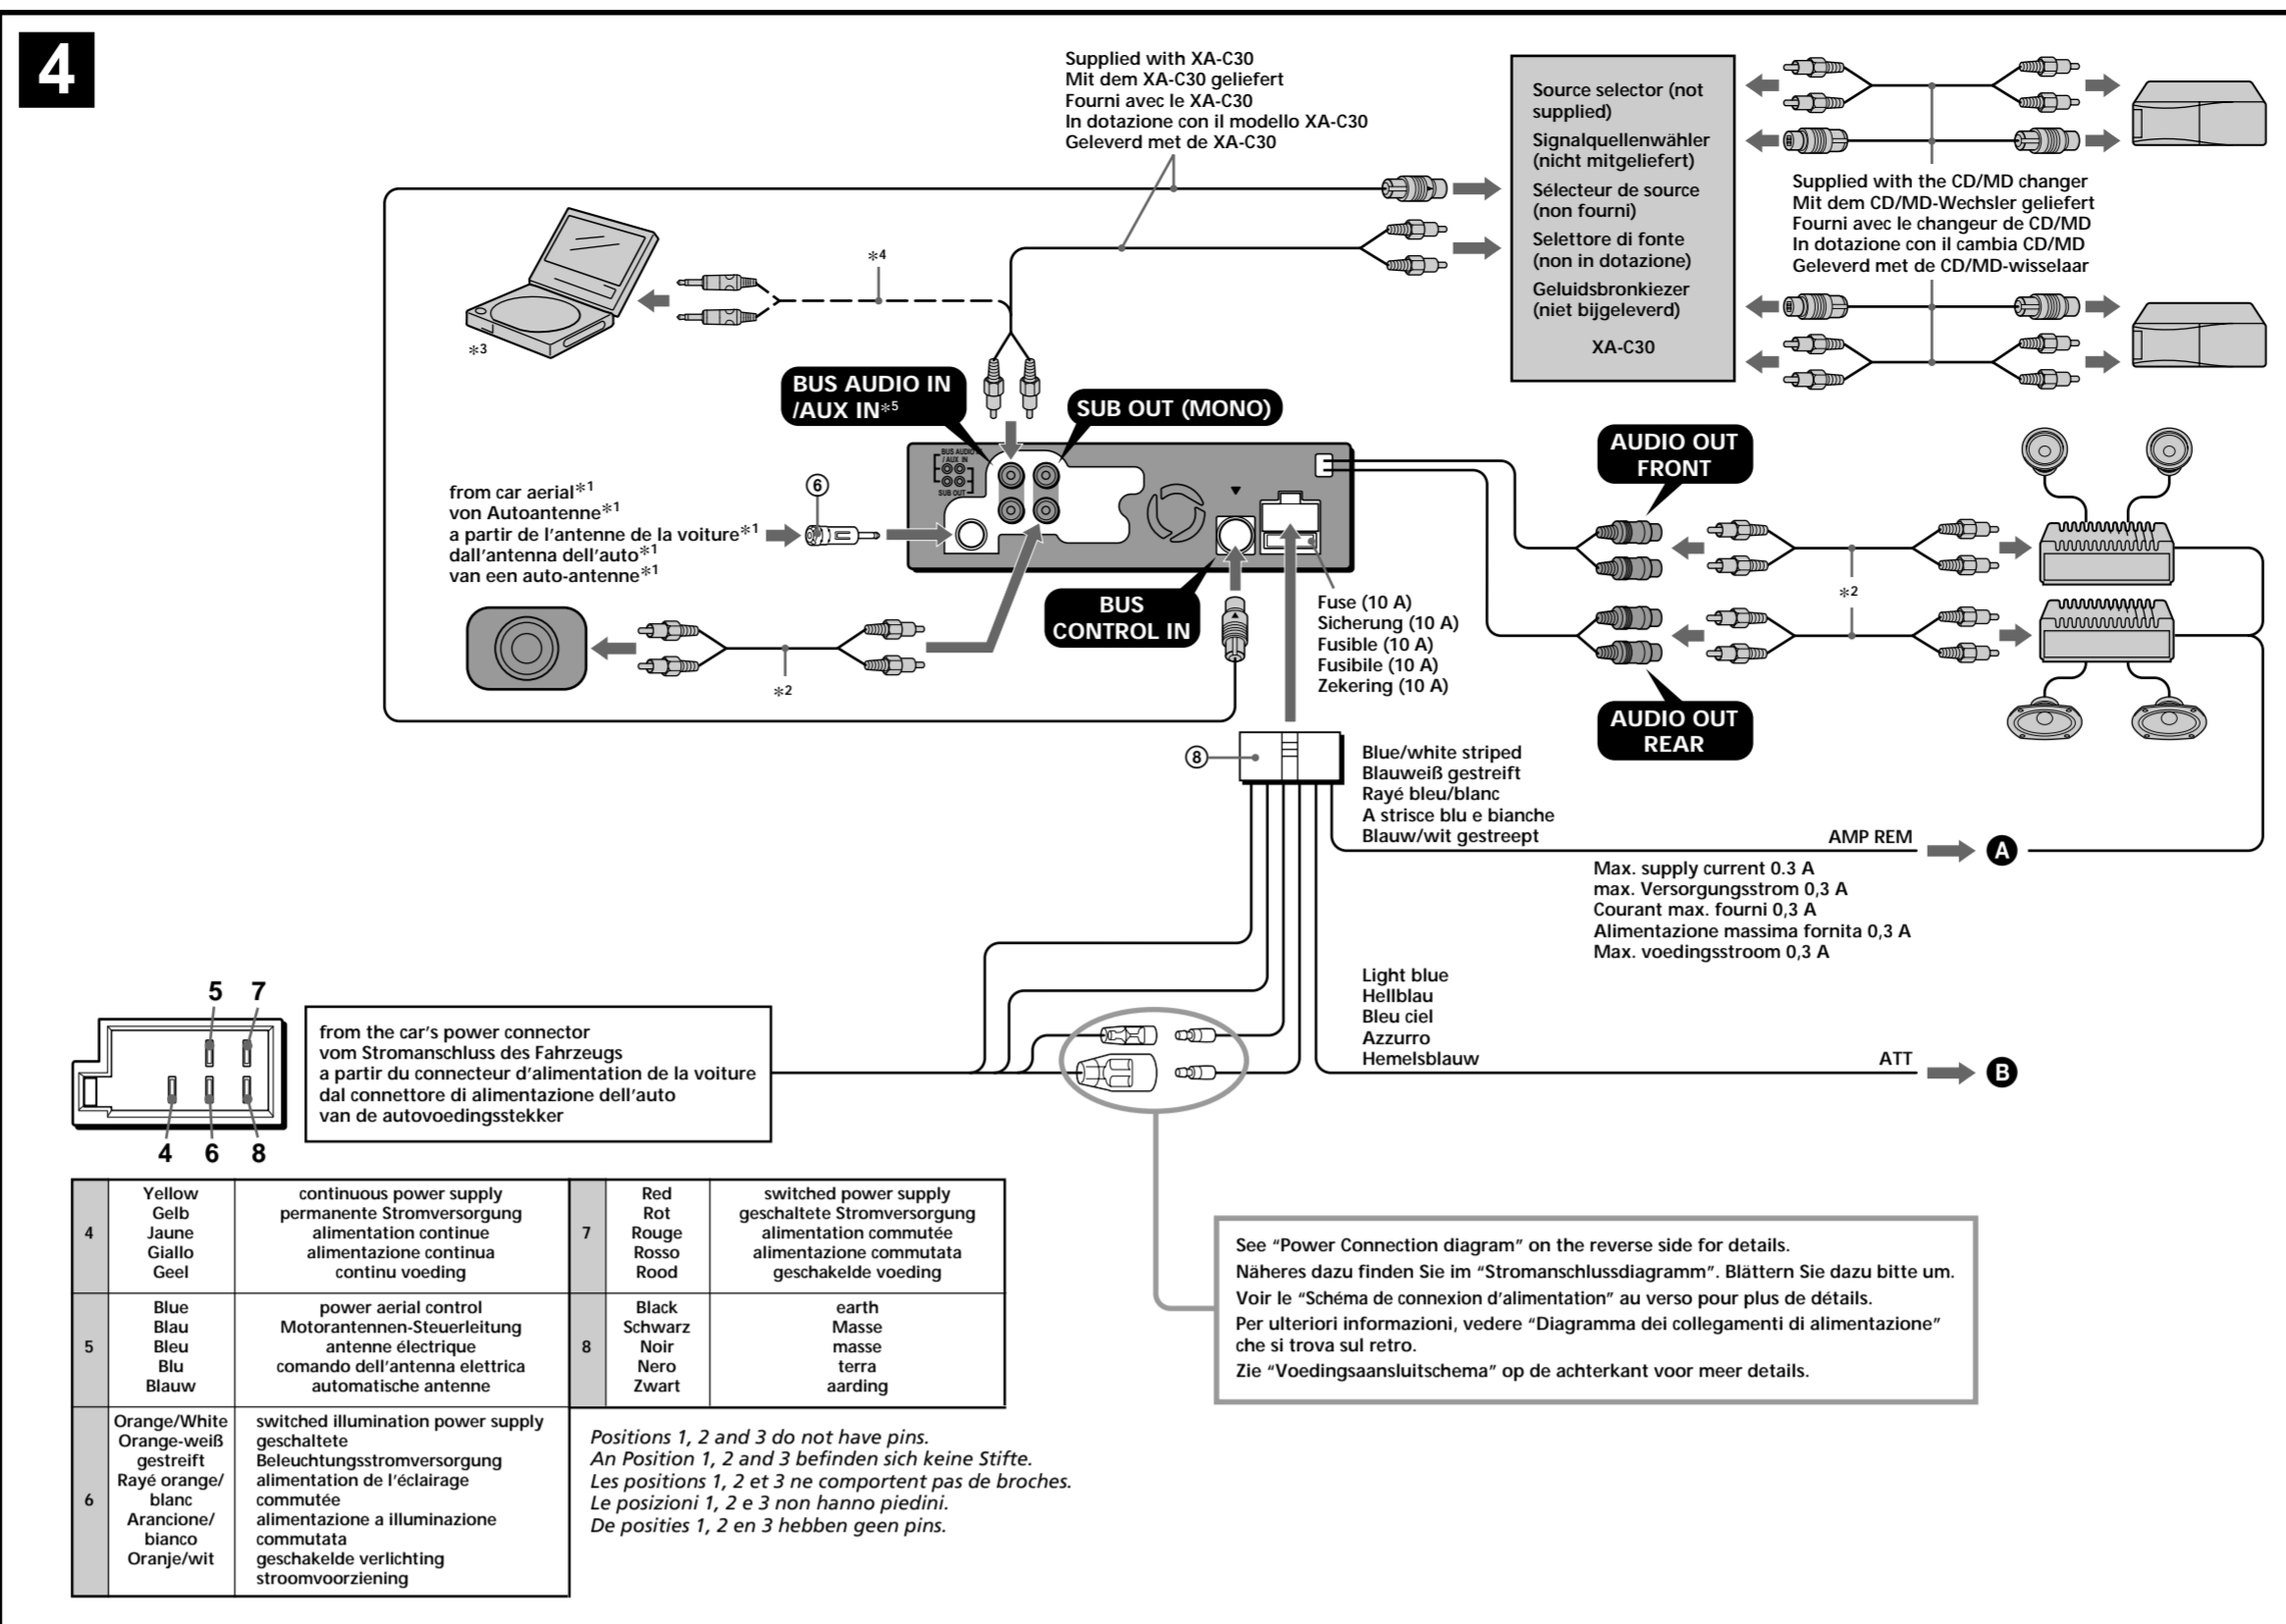 4
Supplied with XA-C30
Mit dem XA-C30 geliefert
Fourni avec le XA-C30
In dotazione con il modello XA-C30
Geleverd met de XA-C30
Source selector (not
supplied)
Signalquellenwähler
(nicht mitgeliefert)
Sélecteur de source
(non fourni)
Selettore di fonte
(non in dotazione)
Geluidsbronkiezer
(niet bijgeleverd)
XA-C30
Supplied with the CD/MD changer
Mit dem CD/MD-Wechsler geliefert
Fourni avec le changeur de CD/MD
In dotazione con il cambia CD/MD
Geleverd met de CD/MD-wisselaar
*4
*3
BUS AUDIO IN
/AUX IN*5
SUB OUT (MONO)
BUS AUDIO IN
/ AUX IN
SUB OUT
AUDIO OUT
FRONT
from car aerial*1
von Autoantenne*1
a partir de l'antenne de la voiture*1
dall'antenna dell'auto*1
van een auto-antenne*1
⑥
*2
BUS
CONTROL IN
Fuse (10 A)
Sicherung (10 A)
Fusible (10 A)
Fusibile (10 A)
Zekering (10 A)
*2
AUDIO OUT
REAR
⑧
Blue/white striped
Blauweiß gestreift
Rayé bleu/blanc
A strisce blu e bianche
Blauw/wit gestreept
AMP REM
A
Max. supply current 0.3 A
max. Versorgungsstrom 0,3 A
Courant max. fourni 0,3 A
Alimentazione massima fornita 0,3 A
Max. voedingsstroom 0,3 A
Light blue
Hellblau
Bleu ciel
Azzurro
Hemelsblauw
ATT
B
5 7
4 6 8
from the car's power connector
vom Stromanschluss des Fahrzeugs
a partir du connecteur d'alimentation de la voiture
dal connettore di alimentazione dell'auto
van de autovoedingsstekker
4
Yellow
Gelb
Jaune
Giallo
Geel
continuous power supply
permanente Stromversorgung
alimentation continue
alimentazione continua
continu voeding
7
Red
Rot
Rouge
Rosso
Rood
switched power supply
geschaltete Stromversorgung
alimentation commutée
alimentazione commutata
geschakelde voeding
5
Blue
Blau
Bleu
Blu
Blauw
power aerial control
Motorantennen-Steuerleitung
antenne électrique
comando dell'antenna elettrica
automatische antenne
8
Black
Schwarz
Noir
Nero
Zwart
earth
Masse
masse
terra
aarding
6
Orange/White
Orange-weiß
gestreift
Rayé orange/
blanc
Arancione/
bianco
Oranje/wit
switched illumination power supply
geschaltete
Beleuchtungsstromversorgung
alimentation de l'éclairage
commutée
alimentazione a illuminazione
commutata
geschakelde verlichting
stroomvoorziening
Positions 1, 2 and 3 do not have pins.
An Position 1, 2 and 3 befinden sich keine Stifte.
Les positions 1, 2 et 3 ne comportent pas de broches.
Le posizioni 1, 2 e 3 non hanno piedini.
De posities 1, 2 en 3 hebben geen pins.
See "Power Connection diagram" on the reverse side for details.
Näheres dazu finden Sie im "Stromanschlussdiagramm". Blättern Sie dazu bitte um.
Voir le "Schéma de connexion d'alimentation" au verso pour plus de détails.
Per ulteriori informazioni, vedere "Diagramma dei collegamenti di alimentazione"
che si trova sul retro.
Zie "Voedingsaansluitschema" op de achterkant voor meer details.